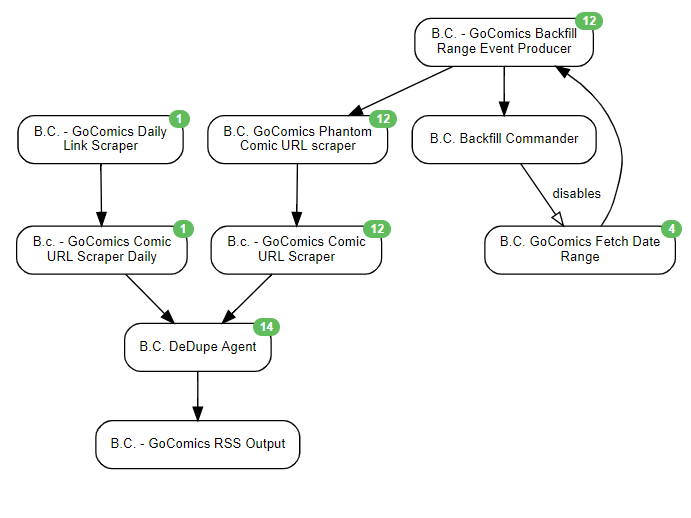 12
B.C. - GoComics Backfill
Range Event Producer
1
B.C. - GoComics Daily
Link Scraper
12
B.C. GoComics Phantom
Comic URL scraper
B.C. Backfill Commander
disables
1
B.c. - GoComics Comic
URL Scraper Daily
12
B.c. - GoComics Comic
URL Scraper
4
B.C. GoComics Fetch Date
Range
14
B.C. DeDupe Agent
B.C. - GoComics RSS Output